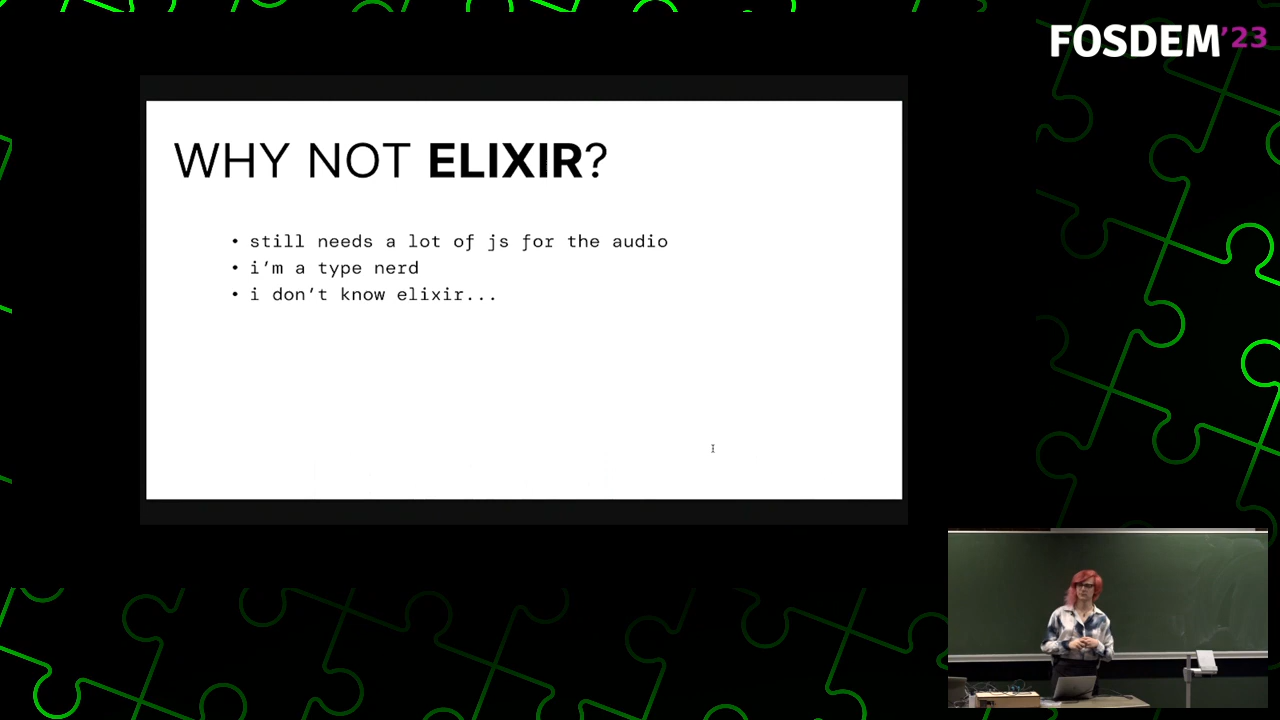 FOSDEM'23
WHY NOT ELIXIR?
• still needs a lot of js for the audio
• i'm a type nerd
• i don't know elixir...